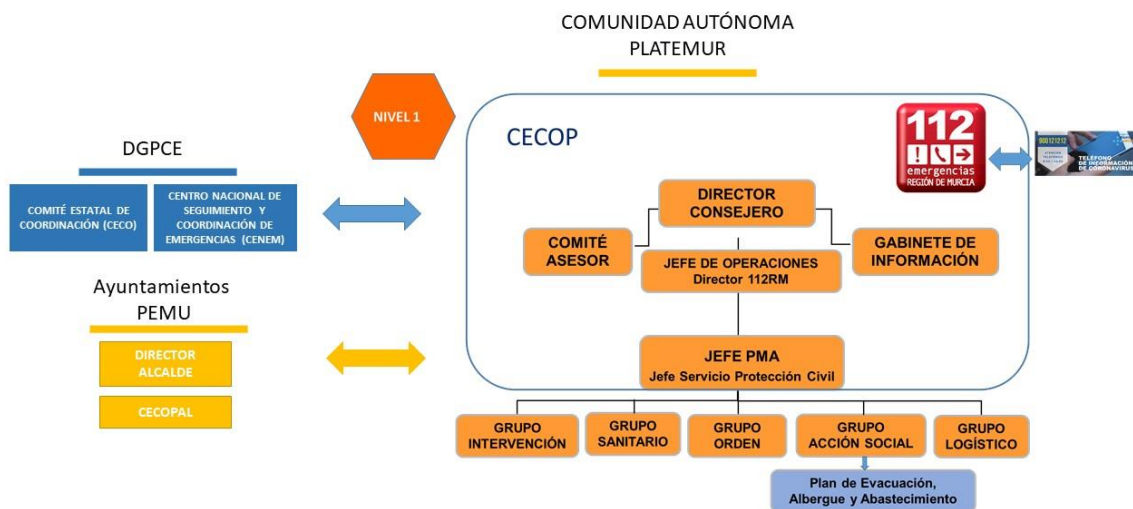 COMUNIDAD AUTÓNOMA
PLATEMUR
NIVEL 1
CECOP
112
emergencias
REGIÓN DE MURCIA
900121212
TELÉFONO
DE INFORMACIÓN
DE CORONAVIRUS
DGPCE
COMITÉ ESTATAL DE
COORDINACIÓN (CECO)
CENTRO NACIONAL DE
SEGUIMIENTO Y
COORDINACIÓN DE
EMERGENCIAS (CENEM)
DIRECTOR
CONSEJERO
COMITÉ
ASESOR
GABINETE DE
INFORMACIÓN
JEFE DE OPERACIONES
Director 112RM
Ayuntamientos
PEMU
DIRECTOR
ALCALDE
CECOPAL
JEFE PMA
Jefe Servicio Protección Civil
GRUPO
INTERVENCIÓN
GRUPO
SANITARIO
GRUPO
ORDEN
GRUPO
ACCIÓN SOCIAL
GRUPO
LOGÍSTICO
Plan de Evacuación,
Albergue y Abastecimiento